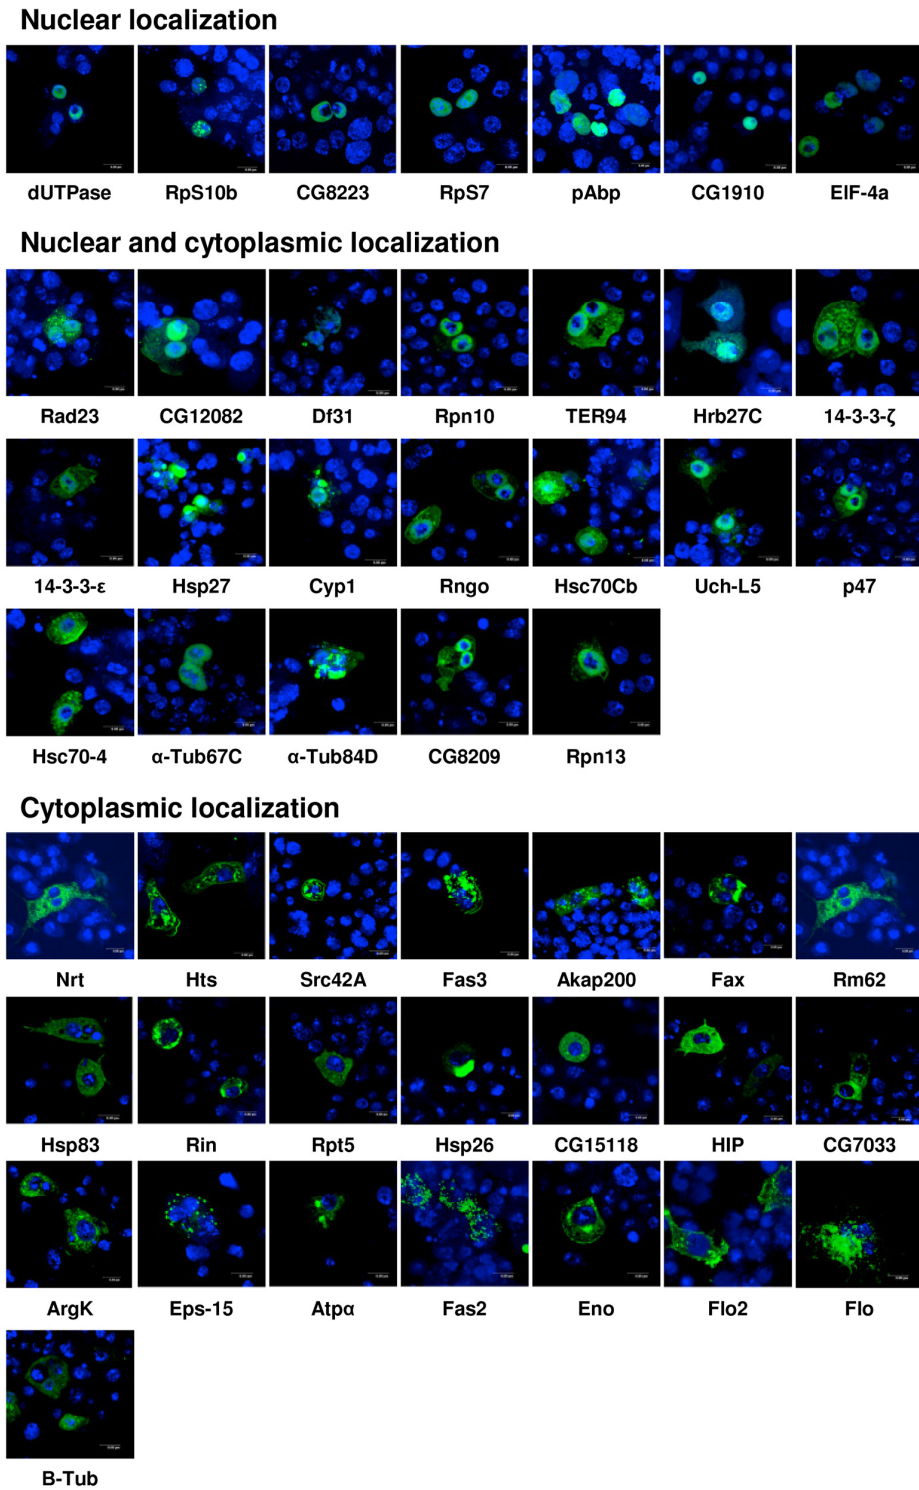 Nuclear localization
dUTPase RpS10b CG8223 RpS7 pAbp CG1910 EIF-4a
Nuclear and cytoplasmic localization
Rad23 CG12082 Df31 Rpn10 TER94 Hrb27C 14-3-3-ζ
14-3-3-ε Hsp27 Cyp1 Rngo Hsc70Cb Uch-L5 p47
Hsc70-4 α-Tub67C α-Tub84D CG8209 Rpn13
Cytoplasmic localization
Nrt Hts Src42A Fas3 Akap200 Fax Rm62
Hsp83 Rin Rpt5 Hsp26 CG15118 HIP CG7033
ArgK Eps-15 Atpα Fas2 Eno Flo2 Flo
B-Tub